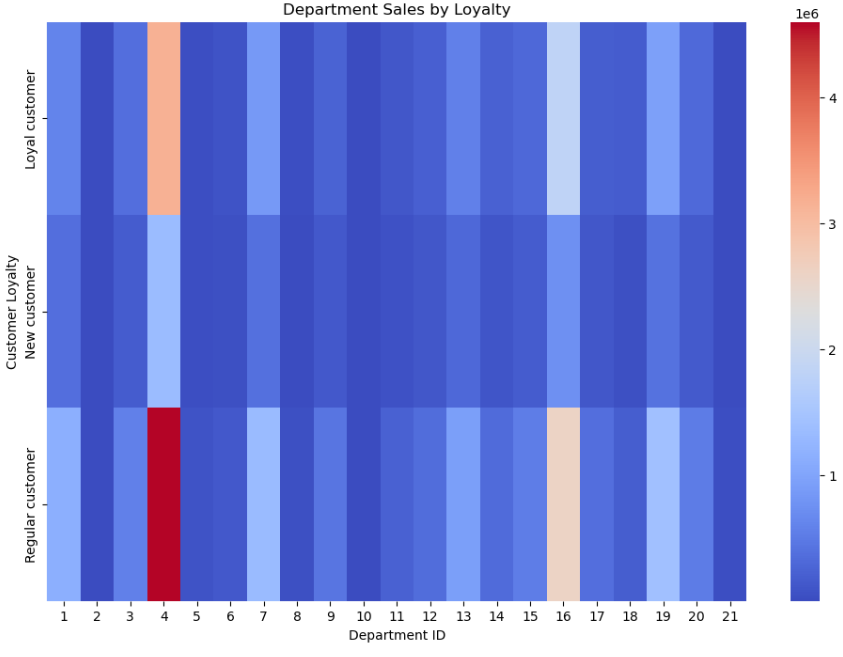 Department Sales by Loyalty
1e6
Customer Loyalty
Loyal customer
New customer
Regular customer
4
3
2
1
1 2 3 4 5 6 7 8 9 10 11 12 13 14 15 16 17 18 19 20 21
Department ID